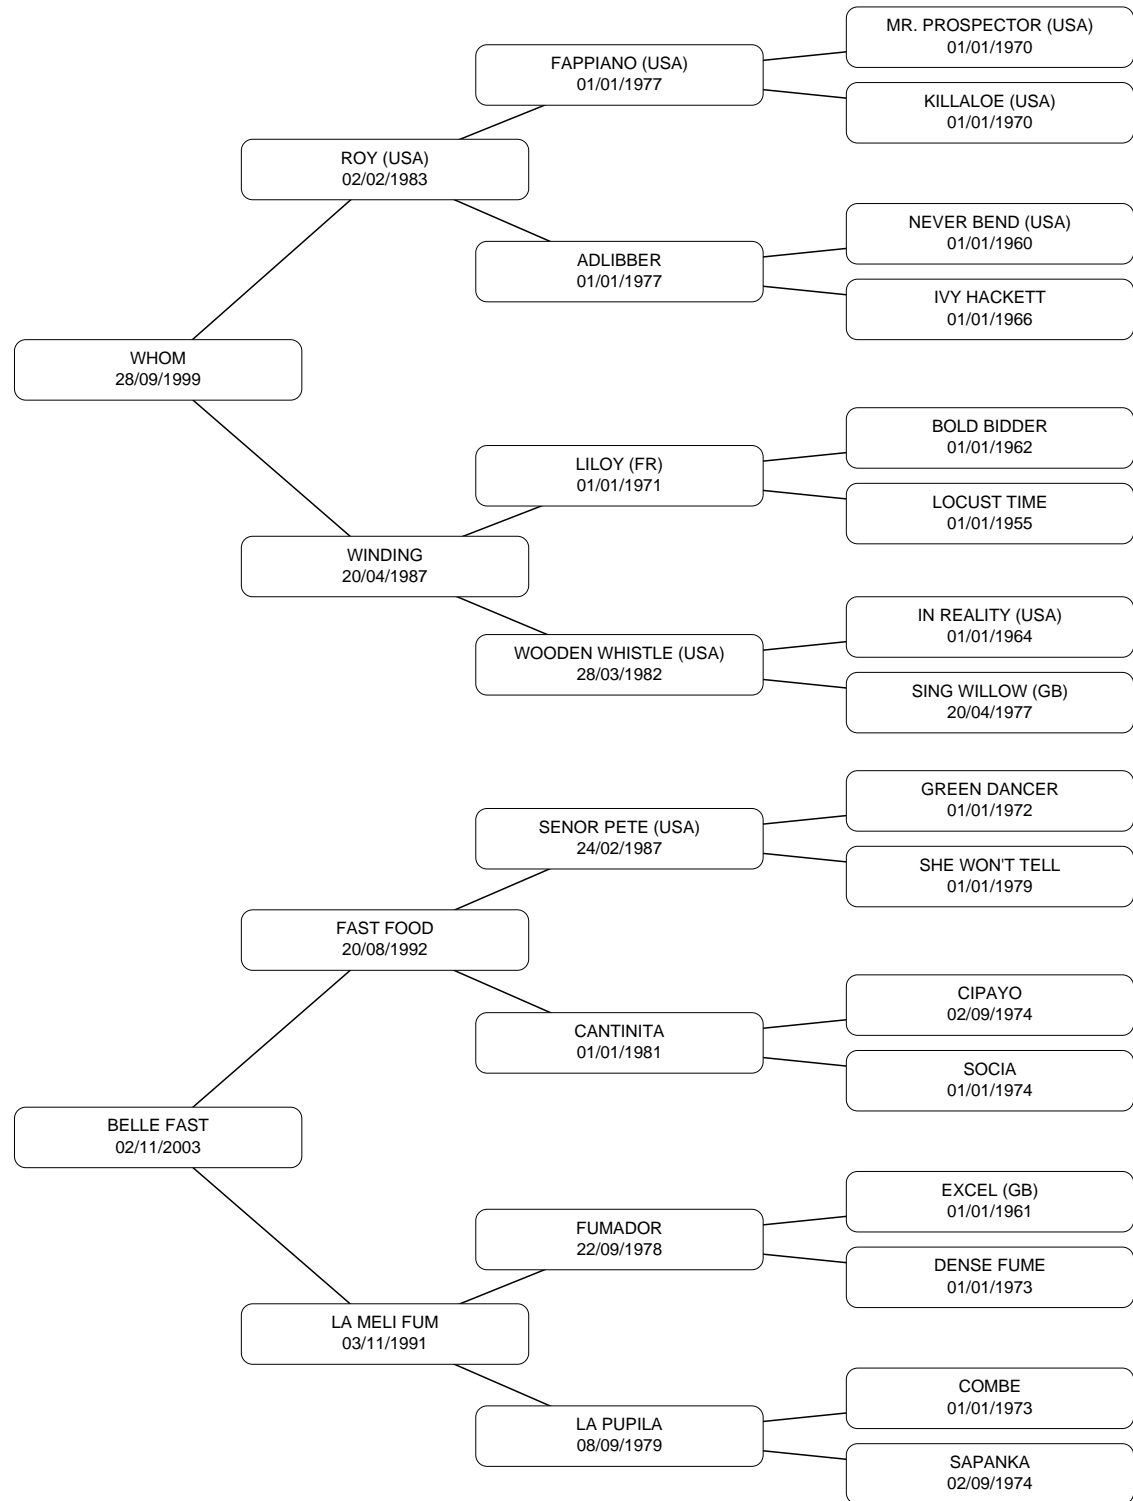 MR. PROSPECTOR (USA)
01/01/1970
FAPPIANO (USA)
01/01/1977
KILLALOE (USA)
01/01/1970
ROY (USA)
02/02/1983
NEVER BEND (USA)
01/01/1960
ADLIBBER
01/01/1977
IVY HACKETT
01/01/1966
WHOM
28/09/1999
BOLD BIDDER
01/01/1962
LILOY (FR)
01/01/1971
LOCUST TIME
01/01/1955
WINDING
20/04/1987
IN REALITY (USA)
01/01/1964
WOODEN WHISTLE (USA)
28/03/1982
SING WILLOW (GB)
20/04/1977
GREEN DANCER
01/01/1972
SENOR PETE (USA)
24/02/1987
SHE WON'T TELL
01/01/1979
FAST FOOD
20/08/1992
CIPAYO
02/09/1974
CANTINITA
01/01/1981
SOCIA
01/01/1974
BELLE FAST
02/11/2003
EXCEL (GB)
01/01/1961
FUMADOR
22/09/1978
DENSE FUME
01/01/1973
LA MELI FUM
03/11/1991
COMBE
01/01/1973
LA PUPILA
08/09/1979
SAPANKA
02/09/1974